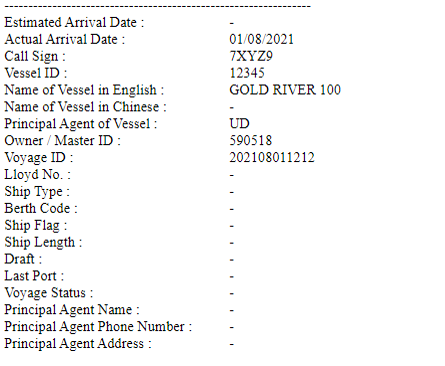 ----------------------------------------------------------------
Estimated Arrival Date : -
Actual Arrival Date : 01/08/2021
Call Sign : 7XYZ9
Vessel ID : 12345
Name of Vessel in English : GOLD RIVER 100
Name of Vessel in Chinese : -
Principal Agent of Vessel : UD
Owner / Master ID : 590518
Voyage ID : 202108011212
Lloyd No. : -
Ship Type : -
Berth Code : -
Ship Flag : -
Ship Length : -
Draft : -
Last Port : -
Voyage Status : -
Principal Agent Name : -
Principal Agent Phone Number : -
Principal Agent Address : -